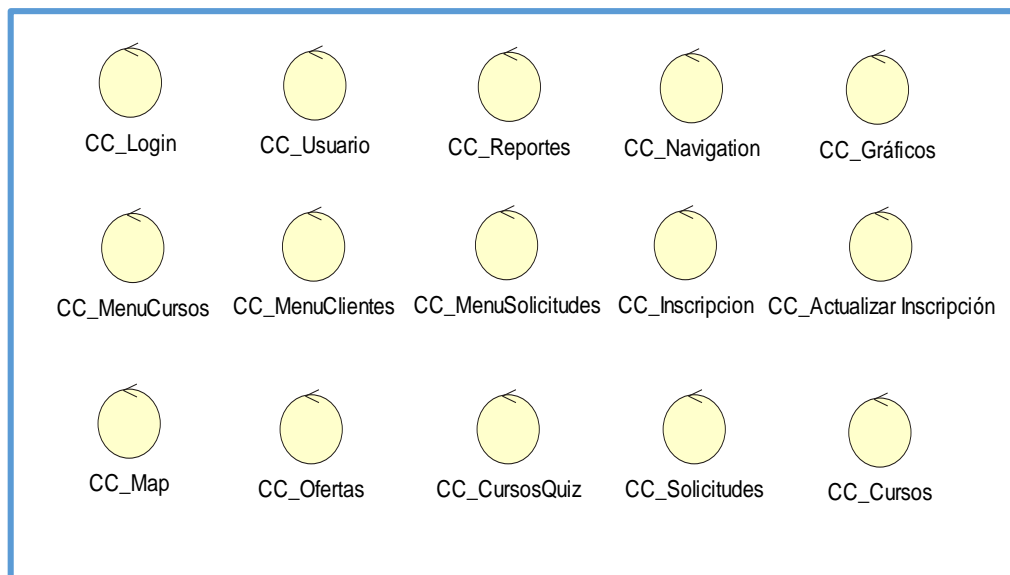 CC_Login
CC_Usuario
CC_Reportes
CC_Navigation
CC_Gráficos
CC_MenuCursos
CC_MenuClientes
CC_MenuSolicitudes
CC_Inscripcion
CC_Actualizar Inscripción
CC_Map
CC_Ofertas
CC_CursosQuiz
CC_Solicitudes
CC_Cursos